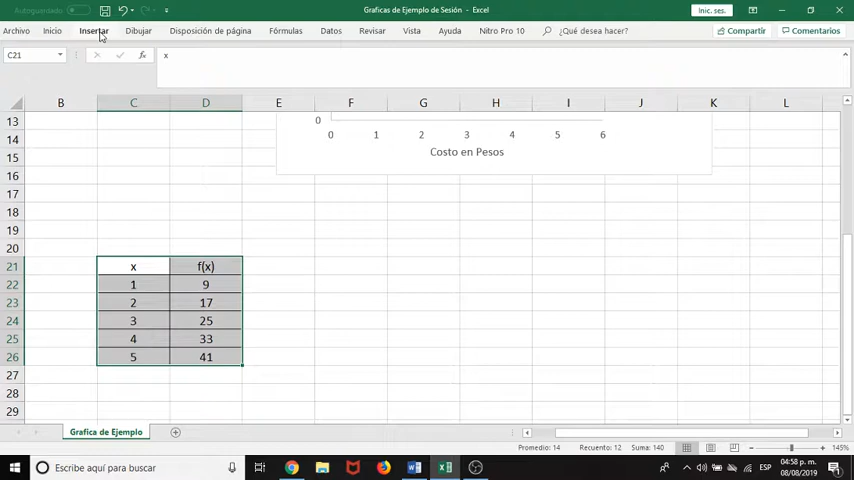 Autoguardado
Graficas de Ejemplo de Sesión - Excel
Inic. ses.
Archivo Inicio Insertar Dibujar Disposición de página Fórmulas Datos Revisar Vista Ayuda Nitro Pro 10 ¿Qué desea hacer? Compartir Comentarios
C21 fx x
B C D E F G H I J K L
13 0
14 0 1 2 3 4 5 6
15 Costo en Pesos
16
17
18
19
20
21 x f(x)
22 1 9
23 2 17
24 3 25
25 4 33
26 5 41
27
28
29
Grafica de Ejemplo
Promedio: 14 Recuento: 12 Suma: 140 145%
Escribe aquí para buscar
ESP
04:58 p. m.
08/08/2019